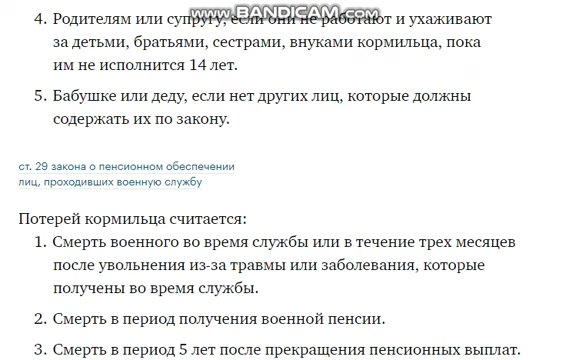 www.BANDICAM.com
4. Родителям или супругу, если они не работают и ухаживают
за детьми, братьями, сестрами, внуками кормильца, пока
им не исполнится 14 лет.
5. Бабушке или деду, если нет других лиц, которые должны
содержать их по закону.
ст. 29 закона о пенсионном обеспечении
лиц, проходивших военную службу
Потерей кормильца считается:
1. Смерть военного во время службы или в течение трех месяцев
после увольнения из-за травмы или заболевания, которые
получены во время службы.
2. Смерть в период получения военной пенсии.
3. Смерть в период 5 лет после прекращения пенсионных выплат.